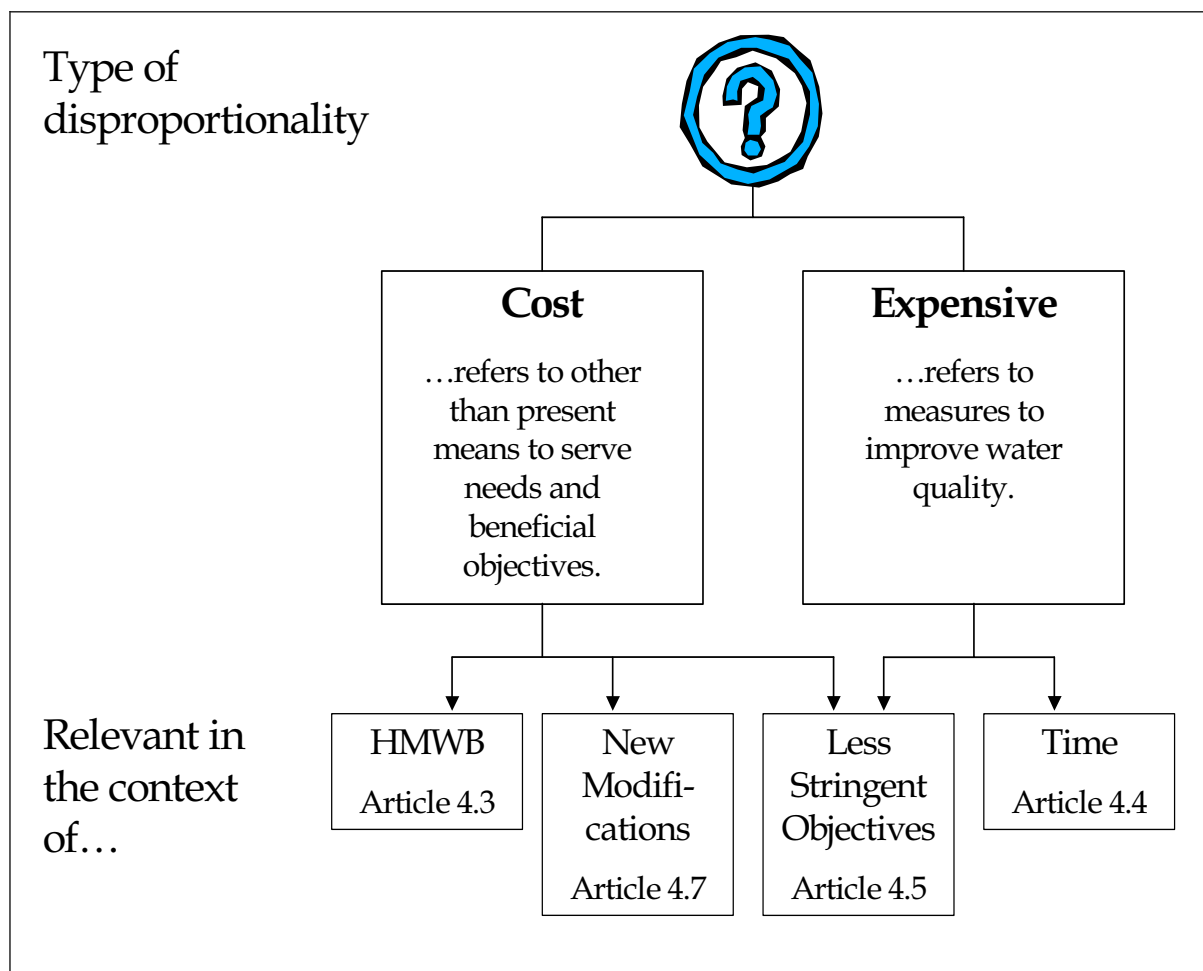 Type of
disproportionality
?
Cost
…refers to other
than present
means to serve
needs and
beneficial
objectives.
Expensive
…refers to
measures to
improve water
quality.
Relevant in
the context
of…
HMWB
Article 4.3
New
Modifi-
cations
Article 4.7
Less
Stringent
Objectives
Article 4.5
Time
Article 4.4